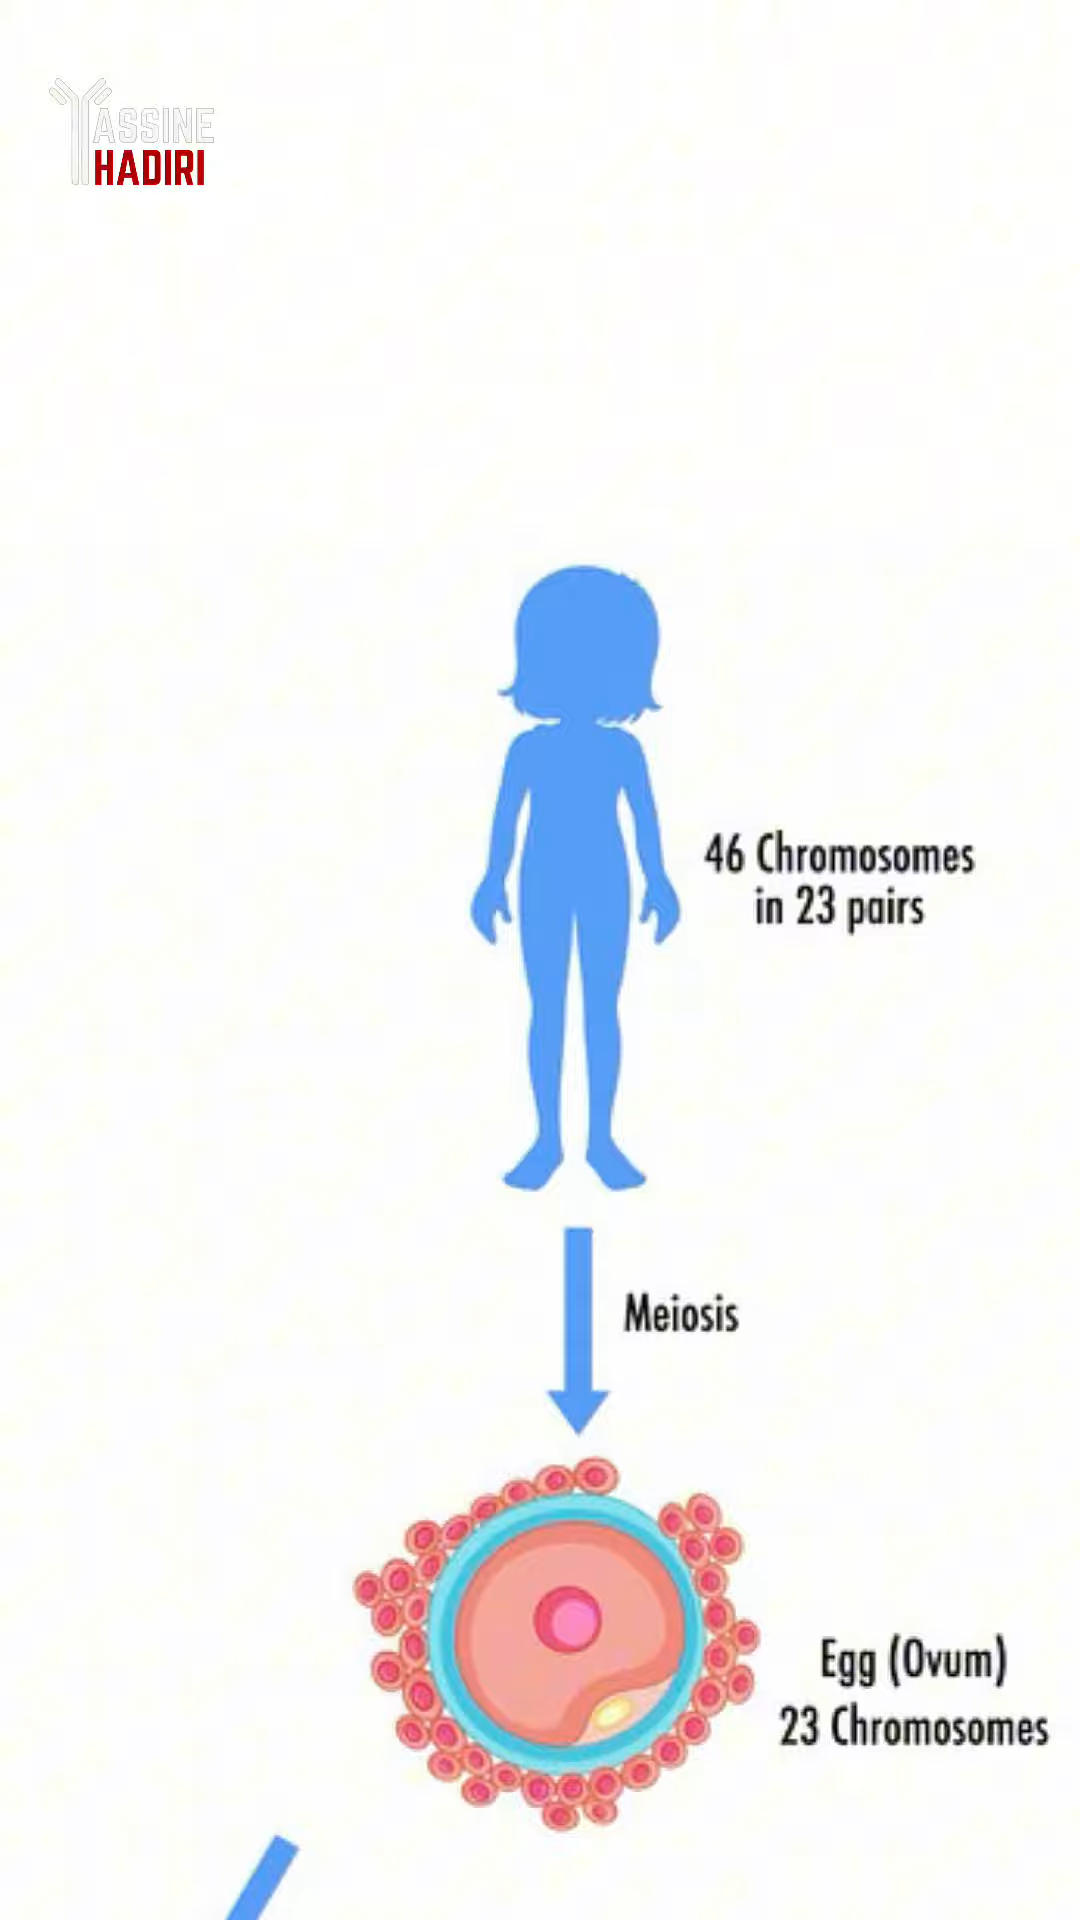 YASSINE
HADIRI
46 Chromosomes
in 23 pairs
Meiosis
Egg (Ovum)
23 Chromosomes